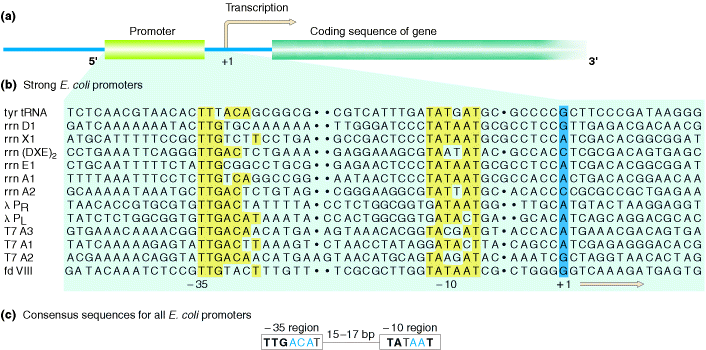 (a)
Transcription
Promoter
Coding sequence of gene
5'
+1
3'
(b) Strong E. coli promoters
tyr tRNA TCTCAACGTAACACTTTACAGCGGCG••CGTCATTTGATATGATGC•GCCCCGCTTCCCGATAAGGG
rrn D1 GATCAAAAAAATACTTGTGCAAAAAA••TTGGGATCCCTATAATGCGCCTCCGTTGAGACGACAACG
rrn X1 ATGCATTTTTCCGCTTGTCTTCCTGA••GCCGACTCCCTATAATGCGCCTCCATCGACACGGCGGAT
rrn (DXE)2 CCTGAAATTCAGGGTTGACTCTGAAA••GAGGAAAGCGTAATATAC•GCCACCTCGCGACAGTGAGC
rrn E1 CTGCAATTTTTCTATTGCGGCCTGCG••GAGAACTCCCTATAATGCGCCTCCATCGACACGGCGGAT
rrn A1 TTTTAAATTTCCTCTTGTCAGGCCGG••AATAACTCCCTATAATGCGCCACCACTGACACGGAACAA
rrn A2 GCAAAAATAAATGCTTGACTCTGTAG••CGGGAAGGCGTATTATGC•ACACCCCGCGCCGCTGAGAA
λ PR TAACACCGTGCGTGTTGACTATTTTA•CCTCTGGCGGTGATAATGG••TTGCATGTACTAAGGAGGT
λ PL TATCTCTGGCGGTGTTGACATAAATA•CCACTGGCGGTGATACTGA•GCACATCAGCAGGACGCAC
T7 A3 GTGAAACAAAACGGTTGACAACATGA•AGTAAACACGGTACGATGT•ACCACATGAAACGACAGTGA
T7 A1 TATCAAAAAGAGTATTGACTTAAAGT•CTAACCTATAGGATACTTA•CAGCCATCGAGAGGGACACG
T7 A2 ACGAAAAACAGGTATTGACAACATGAAGTAACATGCAGTAAGATAC•AAATCGCTAGGTAACACTAG
fd VIII GATACAAATCTCCGTTGTACTTTGTT••TCGCGCTTGGTATAATCG•CTGGGGGTCAAAGATGAGTG
−35
−10
+1
(c) Consensus sequences for all E. coli promoters
−35 region
−10 region
TTGACAT
15–17 bp
TATAAT